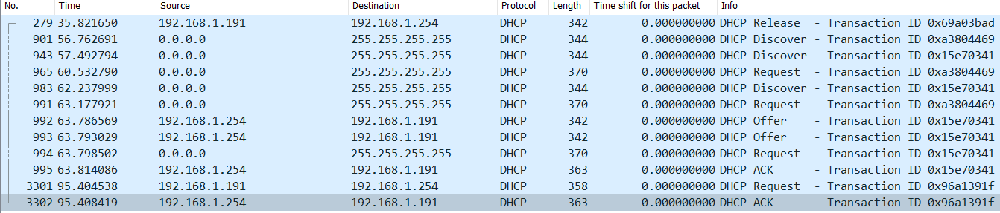 No. Time Source Destination Protocol Length Time shift for this packet Info
279 35.821650 192.168.1.191 192.168.1.254 DHCP 342 0.000000000 DHCP Release - Transaction ID 0x69a03bad
901 56.762691 0.0.0.0 255.255.255.255 DHCP 344 0.000000000 DHCP Discover - Transaction ID 0xa3804469
943 57.492794 0.0.0.0 255.255.255.255 DHCP 344 0.000000000 DHCP Discover - Transaction ID 0x15e70341
965 60.532790 0.0.0.0 255.255.255.255 DHCP 370 0.000000000 DHCP Request - Transaction ID 0xa3804469
983 62.237999 0.0.0.0 255.255.255.255 DHCP 344 0.000000000 DHCP Discover - Transaction ID 0x15e70341
991 63.177921 0.0.0.0 255.255.255.255 DHCP 370 0.000000000 DHCP Request - Transaction ID 0xa3804469
992 63.786569 192.168.1.254 192.168.1.191 DHCP 342 0.000000000 DHCP Offer - Transaction ID 0x15e70341
993 63.793029 192.168.1.254 192.168.1.191 DHCP 342 0.000000000 DHCP Offer - Transaction ID 0x15e70341
994 63.798502 0.0.0.0 255.255.255.255 DHCP 370 0.000000000 DHCP Request - Transaction ID 0x15e70341
995 63.814086 192.168.1.254 192.168.1.191 DHCP 363 0.000000000 DHCP ACK - Transaction ID 0x15e70341
3301 95.404538 192.168.1.191 192.168.1.254 DHCP 358 0.000000000 DHCP Request - Transaction ID 0x96a1391f
3302 95.408419 192.168.1.254 192.168.1.191 DHCP 363 0.000000000 DHCP ACK - Transaction ID 0x96a1391f